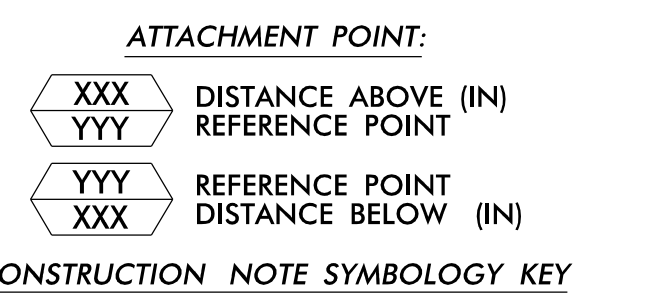 ATTACHMENT POINT:
XXX DISTANCE ABOVE (IN)
YYY REFERENCE POINT
YYY REFERENCE POINT
XXX DISTANCE BELOW (IN)
ONSTRUCTION NOTE SYMBOLOGY KEY